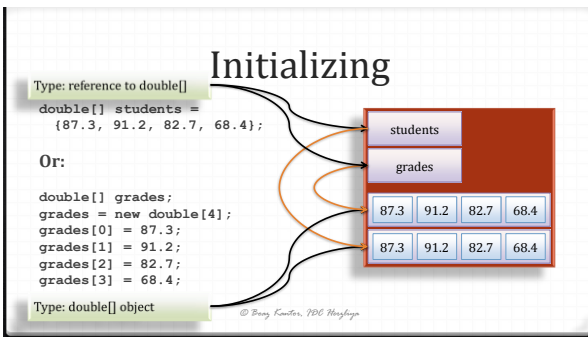 Initializing
Type: reference to double[]
double[] students =
{87.3, 91.2, 82.7, 68.4};
Or:
double[] grades;
grades = new double[4];
grades[0] = 87.3;
grades[1] = 91.2;
grades[2] = 82.7;
grades[3] = 68.4;
Type: double[] object
students
grades
87.3 91.2 82.7 68.4
87.3 91.2 82.7 68.4
© Boaz Kantor, IDC Herzliya